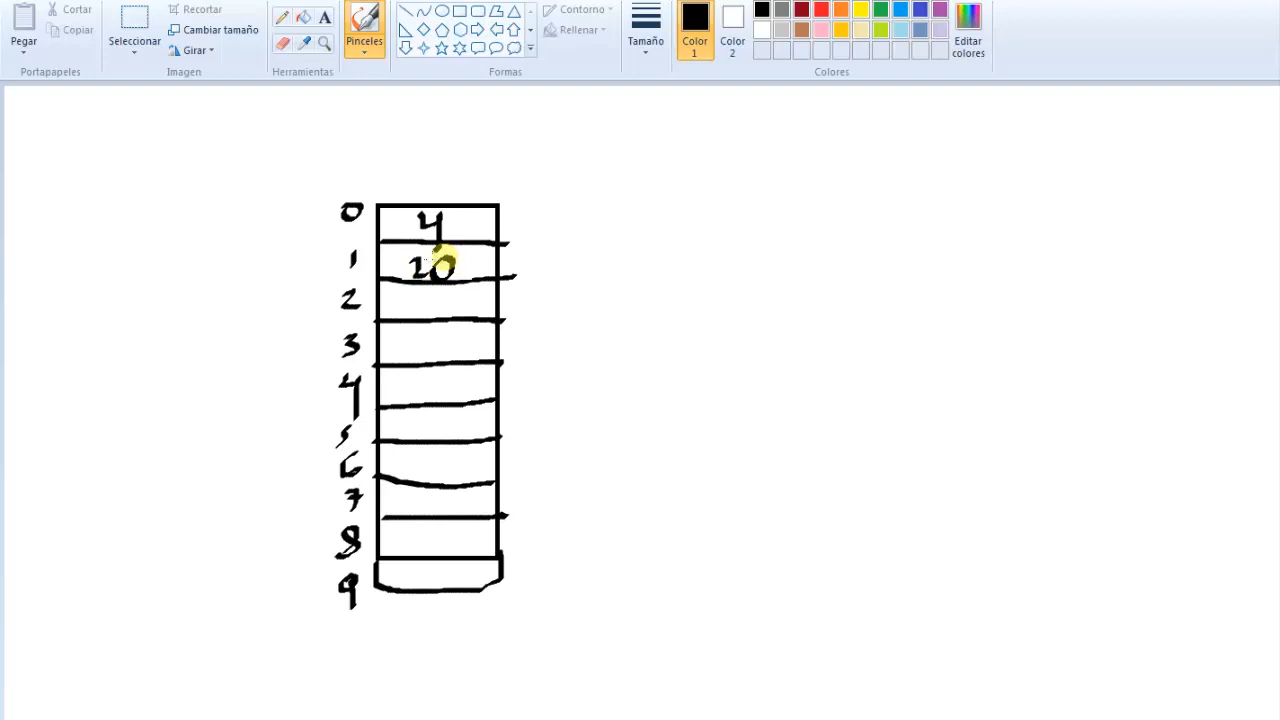 Pegar
Cortar
Copiar
Portapapeles
Seleccionar
Recortar
Cambiar tamaño
Girar
Imagen
A
Herramientas
Pinceles
Contorno
Rellenar
Formas
Tamaño
Color 1
Color 2
Editar colores
Colores
0 4
1 20
2
3
4
5
6
7
8
9